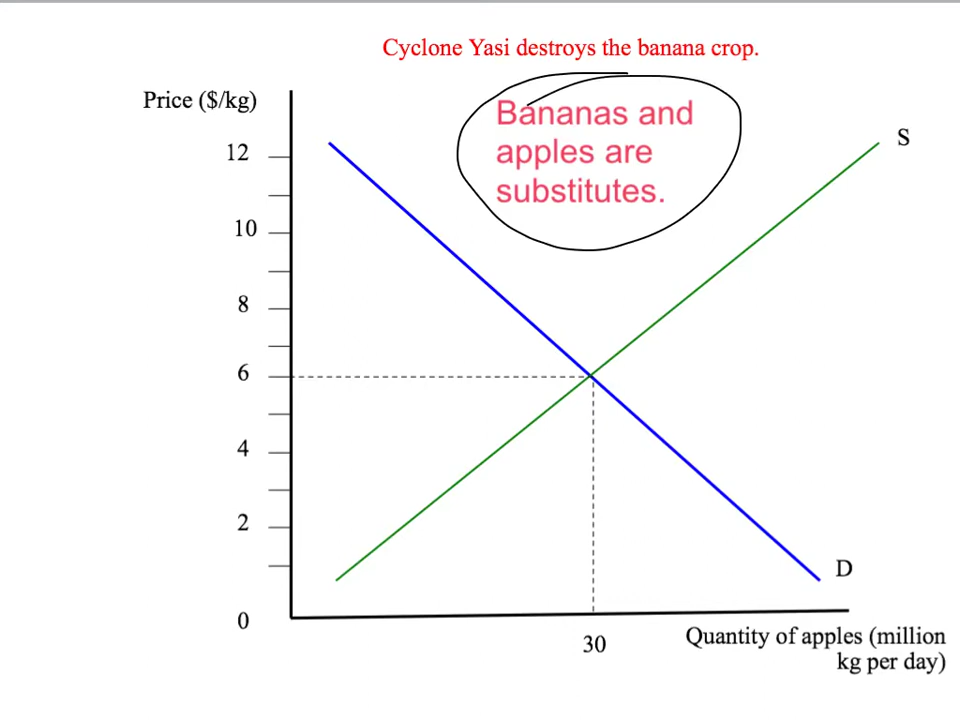 Cyclone Yasi destroys the banana crop.
Price ($/kg)
Bananas and
apples are
substitutes.
S
12
10
8
6
4
2
D
0
30
Quantity of apples (million
kg per day)